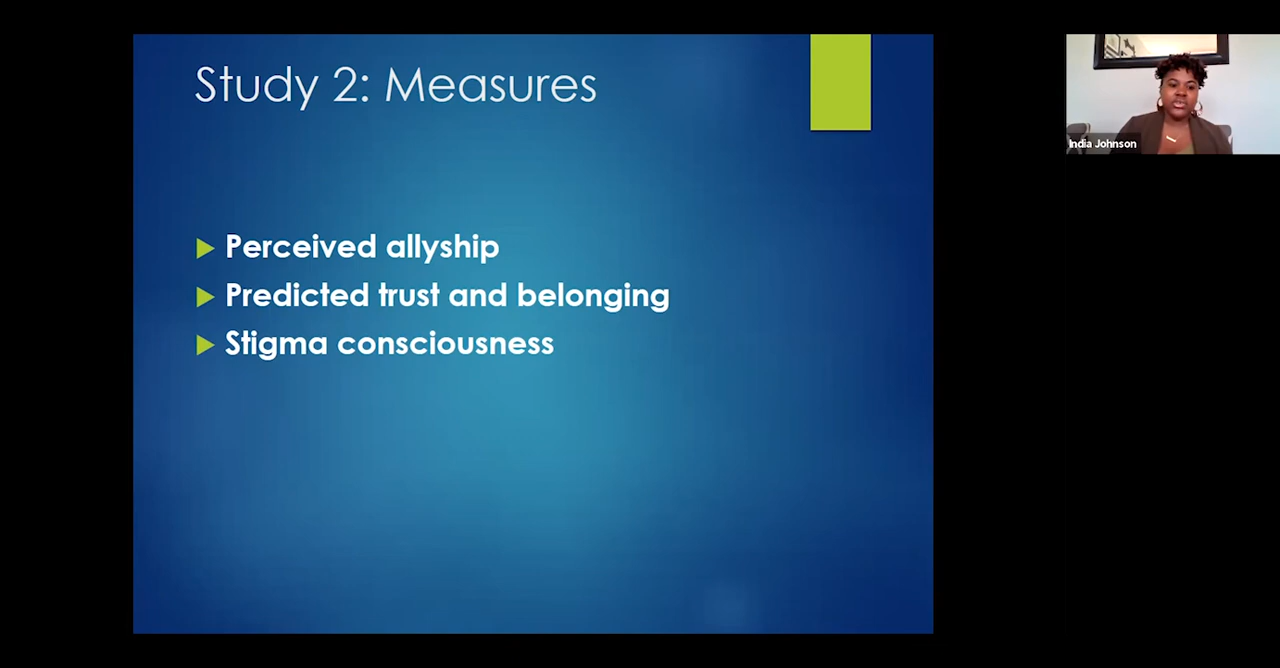 Study 2: Measures
Perceived allyship
Predicted trust and belonging
Stigma consciousness
India Johnson